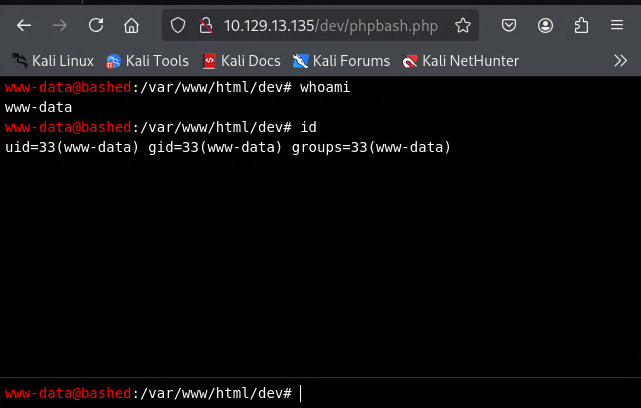 10.129.13.135/dev/phpbash.php
Kali Linux Kali Tools Kali Docs Kali Forums Kali NetHunter
www-data@bashed:/var/www/html/dev# whoami
www-data
www-data@bashed:/var/www/html/dev# id
uid=33(www-data) gid=33(www-data) groups=33(www-data)
www-data@bashed:/var/www/html/dev#